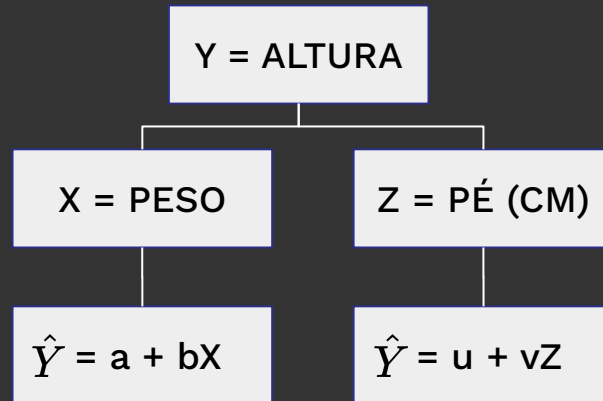 Y = ALTURA
X = PESO
Z = PÉ (CM)
Ŷ = a + bX
Ŷ = u + vZ